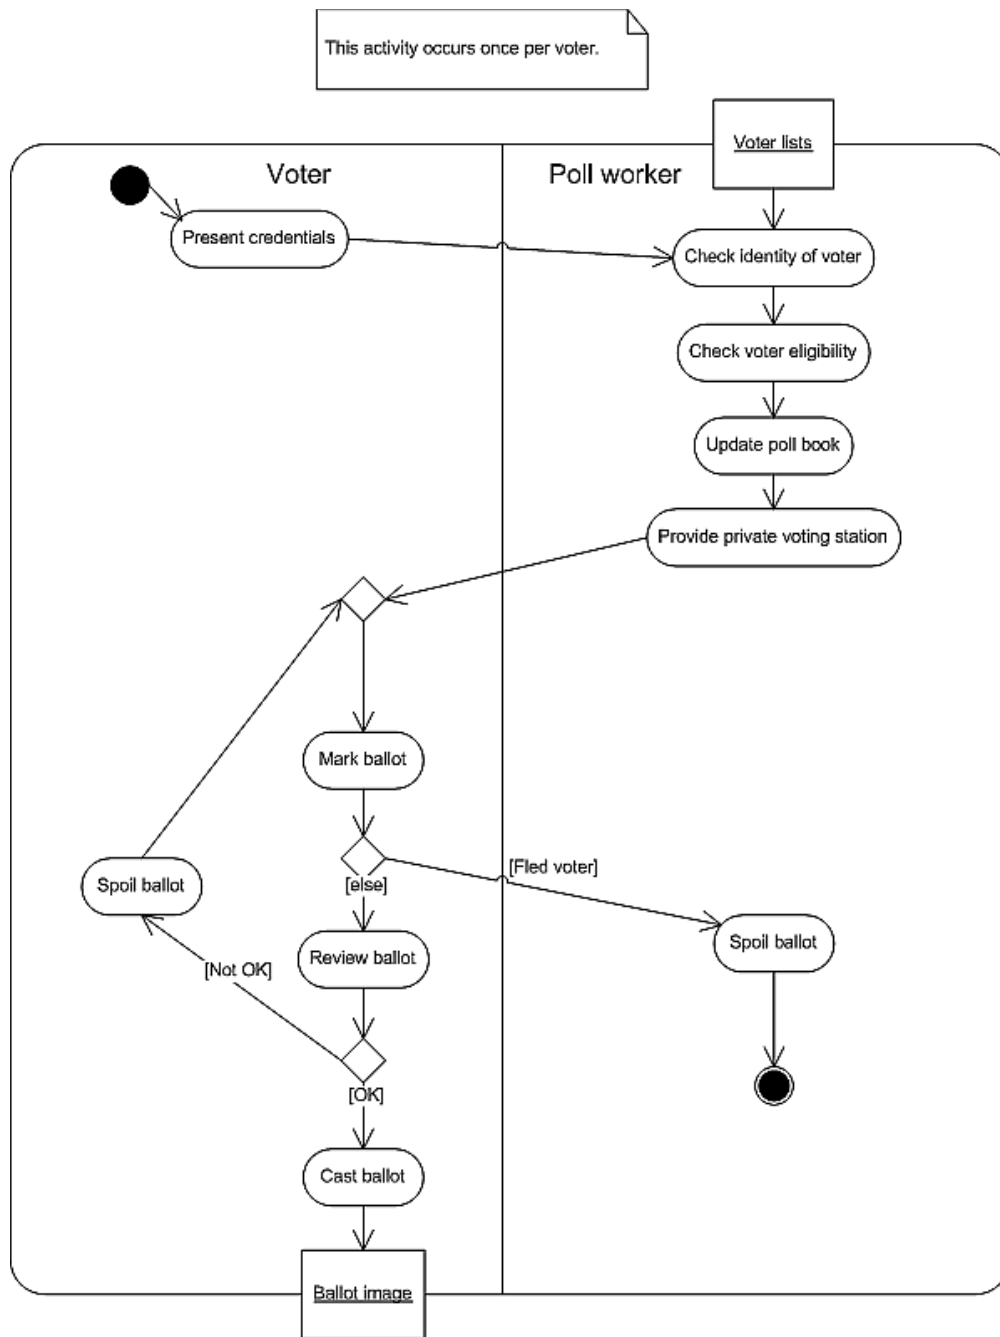 This activity occurs once per voter.
Voter lists
Voter
Poll worker
Present credentials
Check identity of voter
Check voter eligibility
Update poll book
Provide private voting station
Mark ballot
[Fled voter]
[else]
Spoil ballot
Spoil ballot
Review ballot
[Not OK]
[OK]
Cast ballot
Ballot image